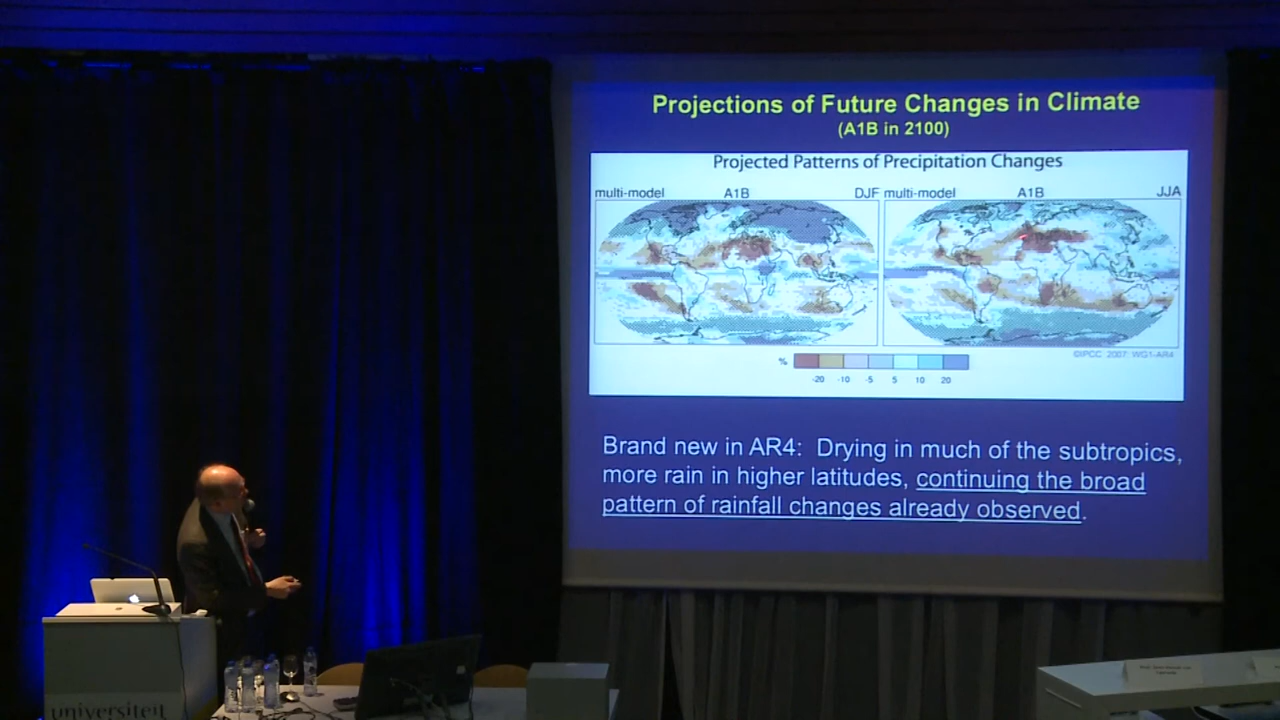 Projections of Future Changes in Climate
(A1B in 2100)
Projected Patterns of Precipitation Changes
multi-model A1B DJF multi-model A1B JJA
©IPCC 2007: WG1-AR4
%
-20 -10 -5 5 10 20
Brand new in AR4: Drying in much of the subtropics,
more rain in higher latitudes, continuing the broad
pattern of rainfall changes already observed.
universiteit